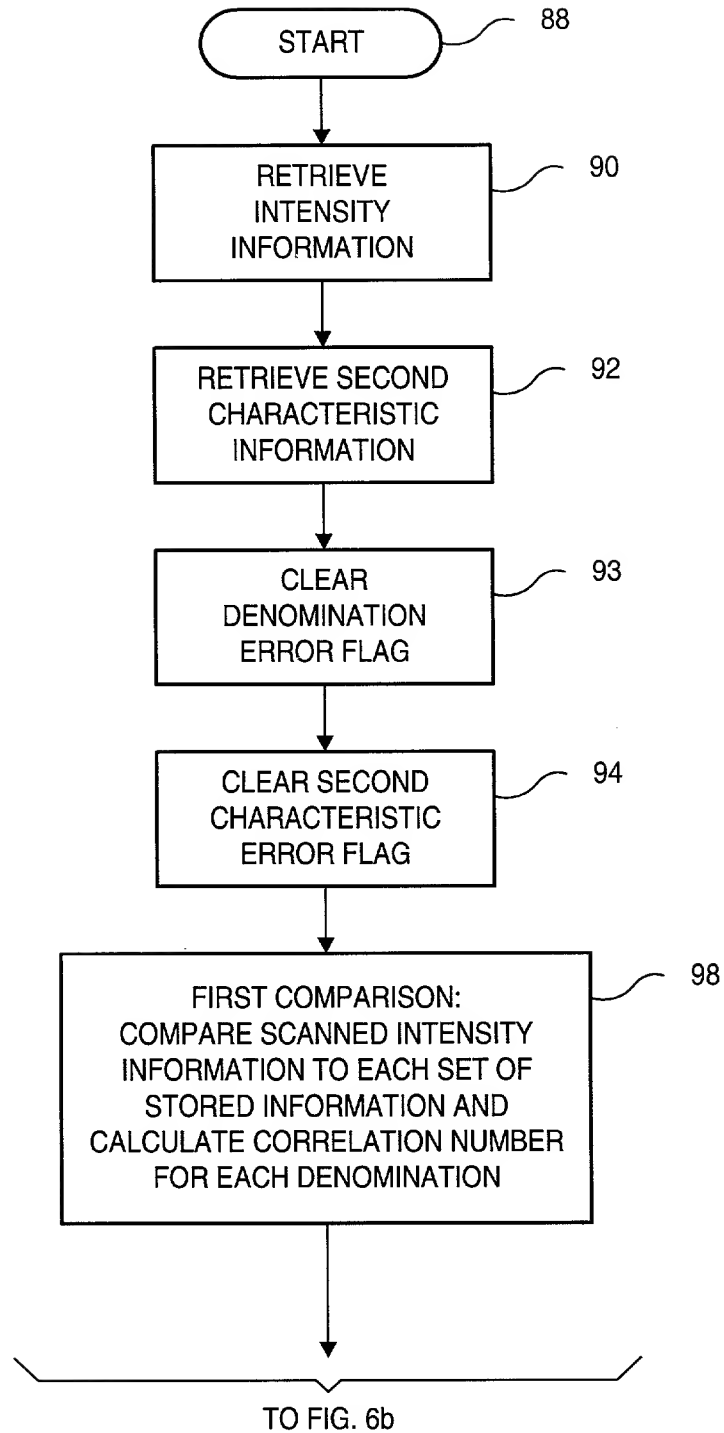 START
88
RETRIEVE
INTENSITY
INFORMATION
90
RETRIEVE SECOND
CHARACTERISTIC
INFORMATION
92
CLEAR
DENOMINATION
ERROR FLAG
93
CLEAR SECOND
CHARACTERISTIC
ERROR FLAG
94
FIRST COMPARISON:
COMPARE SCANNED INTENSITY
INFORMATION TO EACH SET OF
STORED INFORMATION AND
CALCULATE CORRELATION NUMBER
FOR EACH DENOMINATION
98
TO FIG. 6b